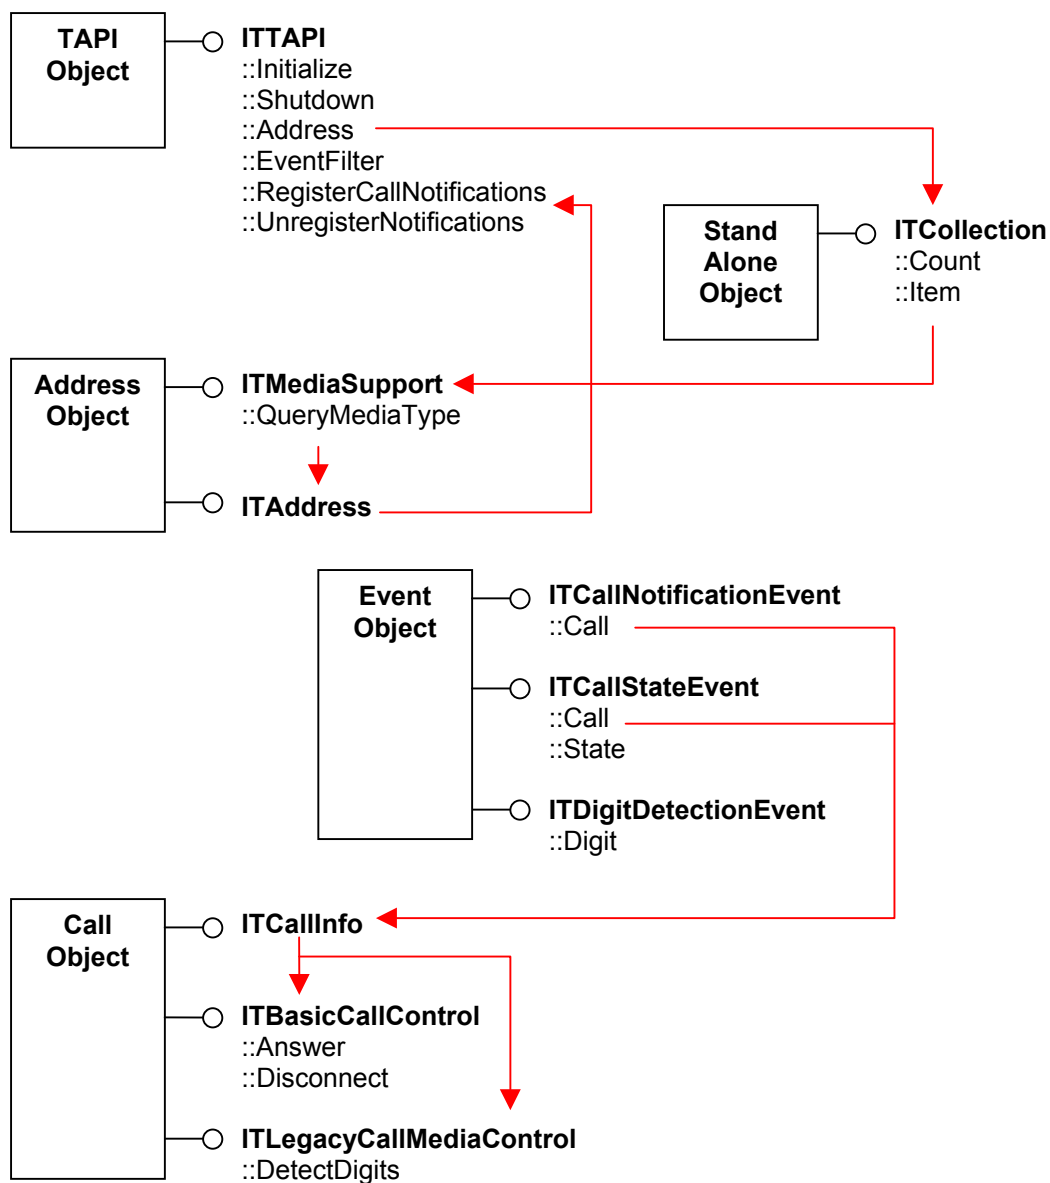 TAPI
Object
ITTAPI
::Initialize
::Shutdown
::Address
::EventFilter
::RegisterCallNotifications
::UnregisterNotifications
Stand
Alone
Object
ITCollection
::Count
::Item
Address
Object
ITMediaSupport
::QueryMediaType
ITAddress
Event
Object
ITCallNotificationEvent
::Call
ITCallStateEvent
::Call
::State
ITDigitDetectionEvent
::Digit
Call
Object
ITCallInfo
ITBasicCallControl
::Answer
::Disconnect
ITLegacyCallMediaControl
::DetectDigits